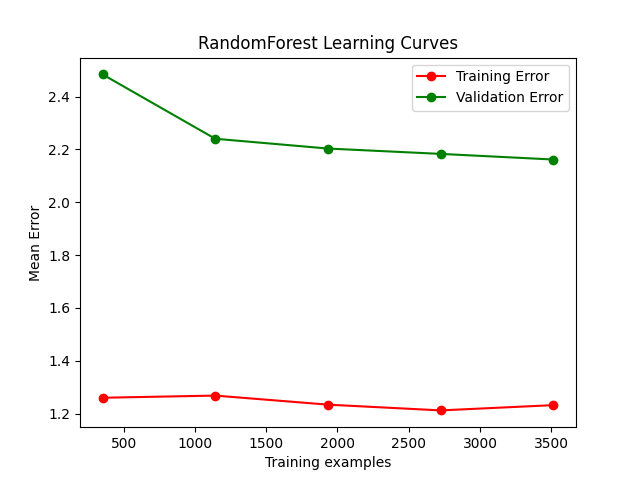 RandomForest Learning Curves
Training Error
Validation Error
Mean Error
2.4
2.2
2.0
1.8
1.6
1.4
1.2
500 1000 1500 2000 2500 3000 3500
Training examples